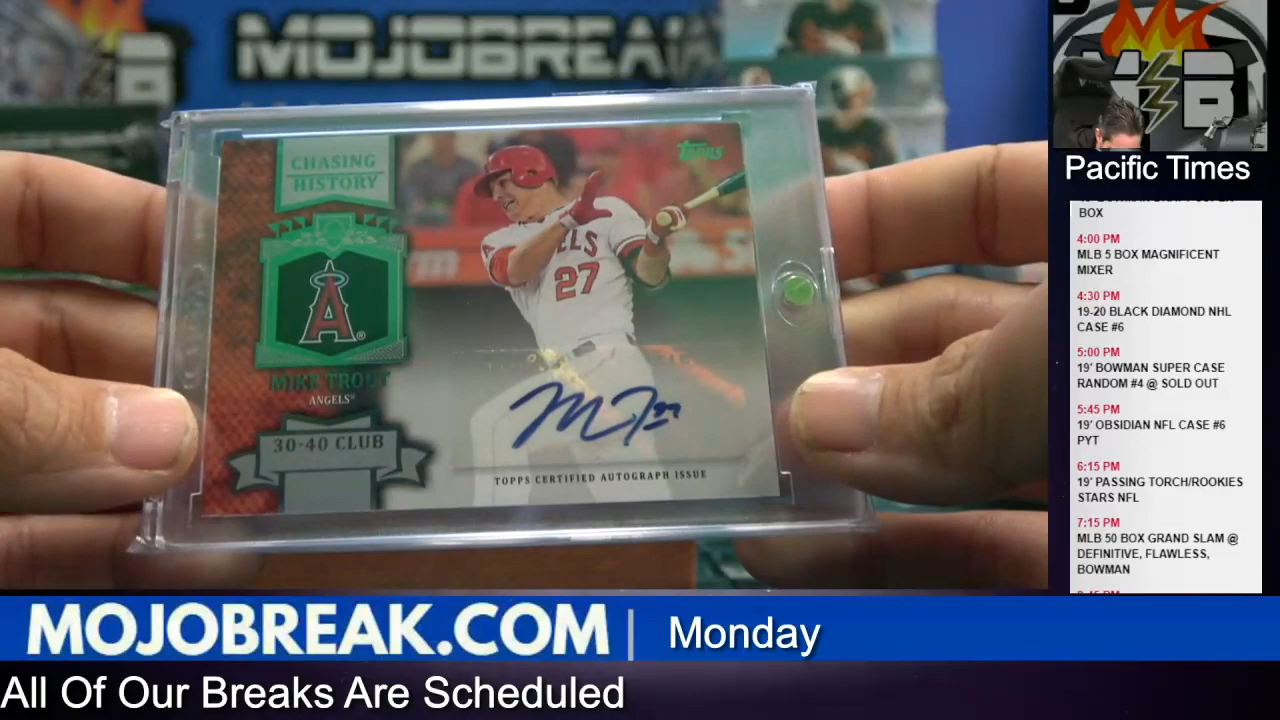 MOJOBREAK
CHASING
HISTORY
topps
ELS
27
A
MIKE TROUT
ANGELS®
30-40 CLUB
TOPPS CERTIFIED AUTOGRAPH ISSUE
Pacific Times
BOX
4:00 PM
MLB 5 BOX MAGNIFICENT
MIXER
4:30 PM
19-20 BLACK DIAMOND NHL
CASE #6
5:00 PM
19' BOWMAN SUPER CASE
RANDOM #4 @ SOLD OUT
5:45 PM
19' OBSIDIAN NFL CASE #6
PYT
6:15 PM
19' PASSING TORCH/ROOKIES
STARS NFL
7:15 PM
MLB 50 BOX GRAND SLAM @
DEFINITIVE, FLAWLESS,
BOWMAN
MOJOBREAK.COM | Monday
All Of Our Breaks Are Scheduled